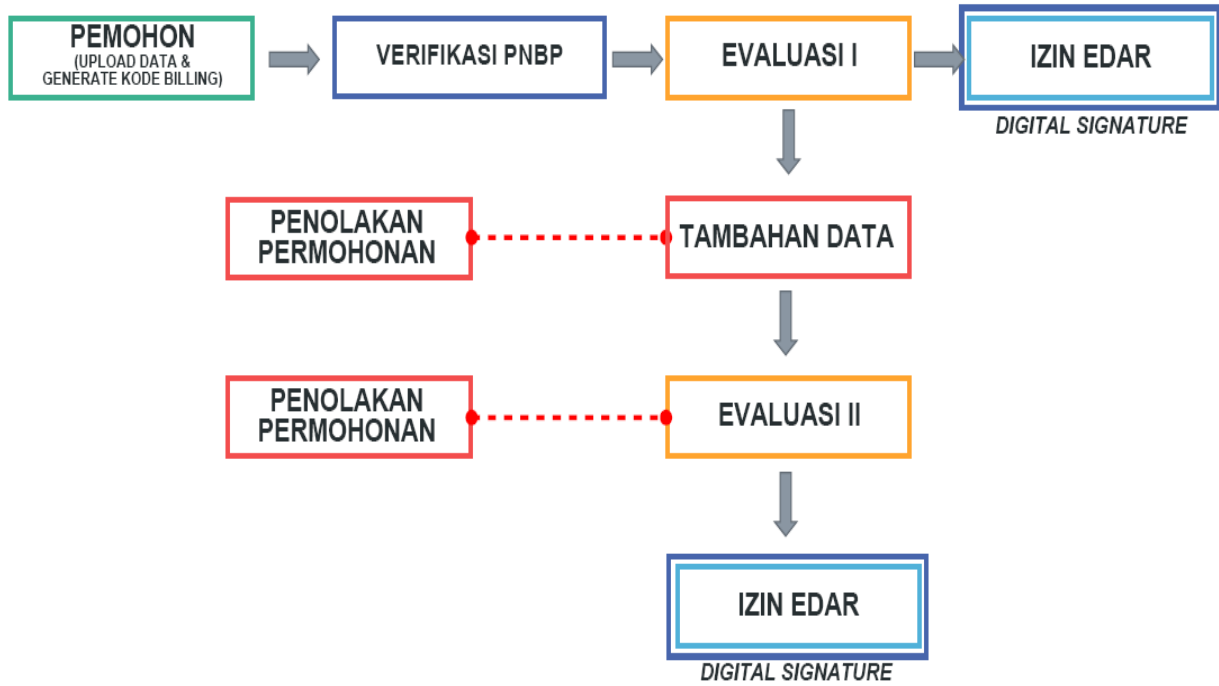 PEMOHON
(UPLOAD DATA &
GENERATE KODE BILLING)
VERIFIKASI PNBP
EVALUASI I
IZIN EDAR
DIGITAL SIGNATURE
PENOLAKAN
PERMOHONAN
TAMBAHAN DATA
PENOLAKAN
PERMOHONAN
EVALUASI II
IZIN EDAR
DIGITAL SIGNATURE